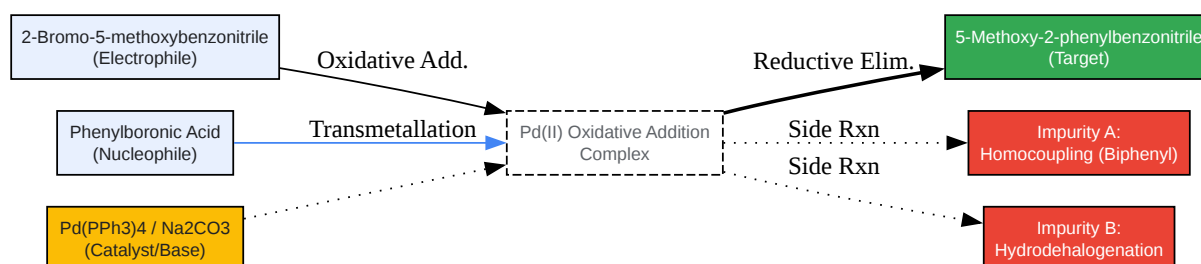 2-Bromo-5-methoxybenzonitrile
(Electrophile)
Oxidative Add.
Phenylboronic Acid
(Nucleophile)
Transmetallation
Pd(PPh3)4 / Na2CO3
(Catalyst/Base)
Pd(II) Oxidative Addition
Complex
Reductive Elim.
5-Methoxy-2-phenylbenzonitrile
(Target)
Side Rxn
Impurity A:
Homocoupling (Biphenyl)
Side Rxn
Impurity B:
Hydrodehalogenation